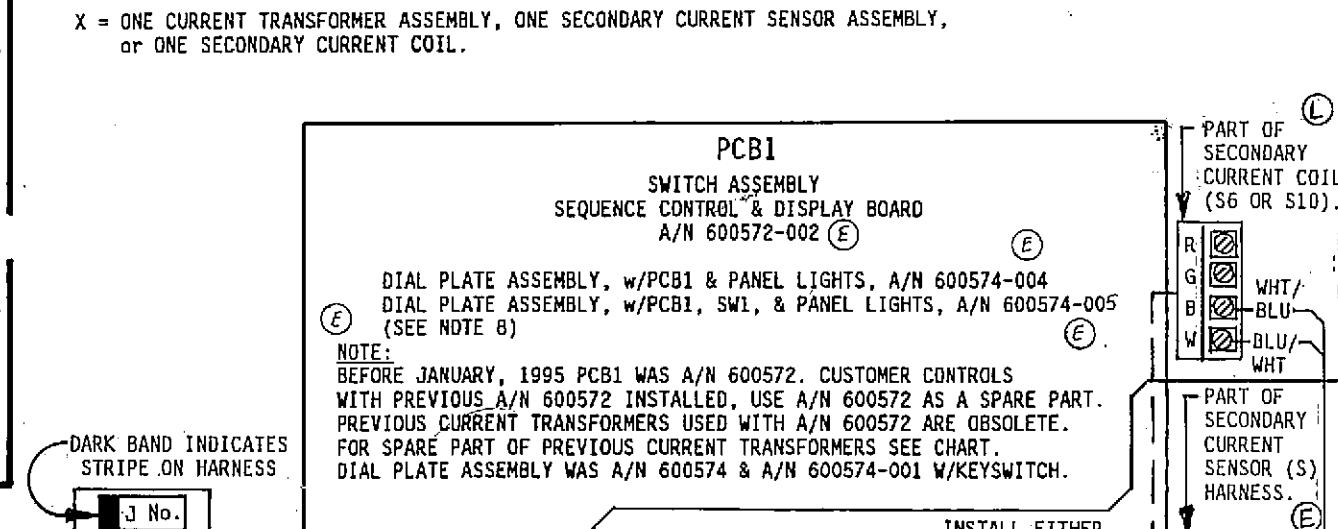 X = ONE CURRENT TRANSFORMER ASSEMBLY, ONE SECONDARY CURRENT SENSOR ASSEMBLY,
or ONE SECONDARY CURRENT COIL.
PCB1
SWITCH ASSEMBLY
SEQUENCE CONTROL & DISPLAY BOARD
A/N 600572-002 (E)
(E)
DIAL PLATE ASSEMBLY, w/PCB1 & PANEL LIGHTS, A/N 600574-004
DIAL PLATE ASSEMBLY, w/PCB1, SW1, & PANEL LIGHTS, A/N 600574-005
(E) (SEE NOTE 8) (E)
NOTE:
BEFORE JANUARY, 1995 PCB1 WAS A/N 600572. CUSTOMER CONTROLS
WITH PREVIOUS A/N 600572 INSTALLED, USE A/N 600572 AS A SPARE PART.
PREVIOUS CURRENT TRANSFORMERS USED WITH A/N 600572 ARE OBSOLETE.
FOR SPARE PART OF PREVIOUS CURRENT TRANSFORMERS SEE CHART.
DIAL PLATE ASSEMBLY WAS A/N 600574 & A/N 600574-001 W/KEYSWITCH.
INSTALL EITHER
DARK BAND INDICATES
STRIPE ON HARNESS
J No.
(L)
PART OF
SECONDARY
CURRENT COIL
(S6 OR S10).
R
G
B
W
WHT/
BLU
BLU/
WHT
PART OF
SECONDARY
CURRENT
SENSOR (S)
HARNESS.
(E)